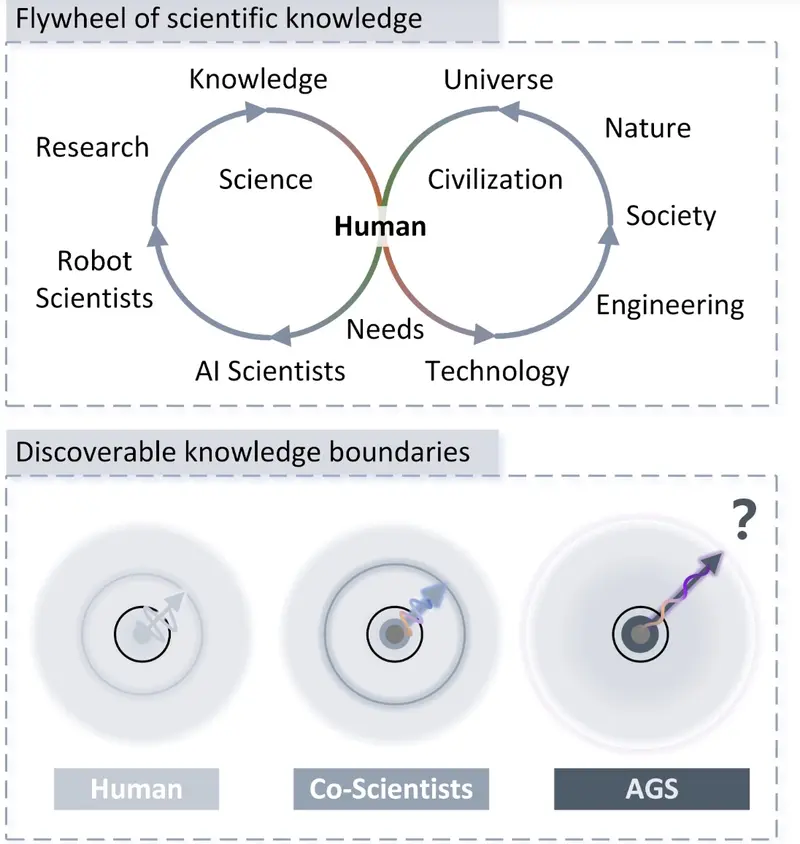 Flywheel of scientific knowledge
Knowledge
Universe
Research
Nature
Science
Civilization
Human
Society
Robot
Scientists
Engineering
Needs
AI Scientists
Technology
Discoverable knowledge boundaries
?
Human
Co-Scientists
AGS